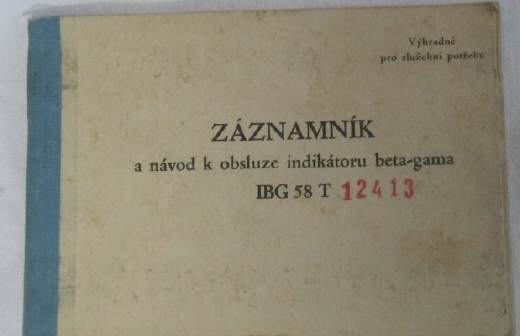 Výhradně
pro služební potřebu
ZÁZNAMNÍK
a návod k obsluze indikátoru beta-gama
IBG 58 T 12413